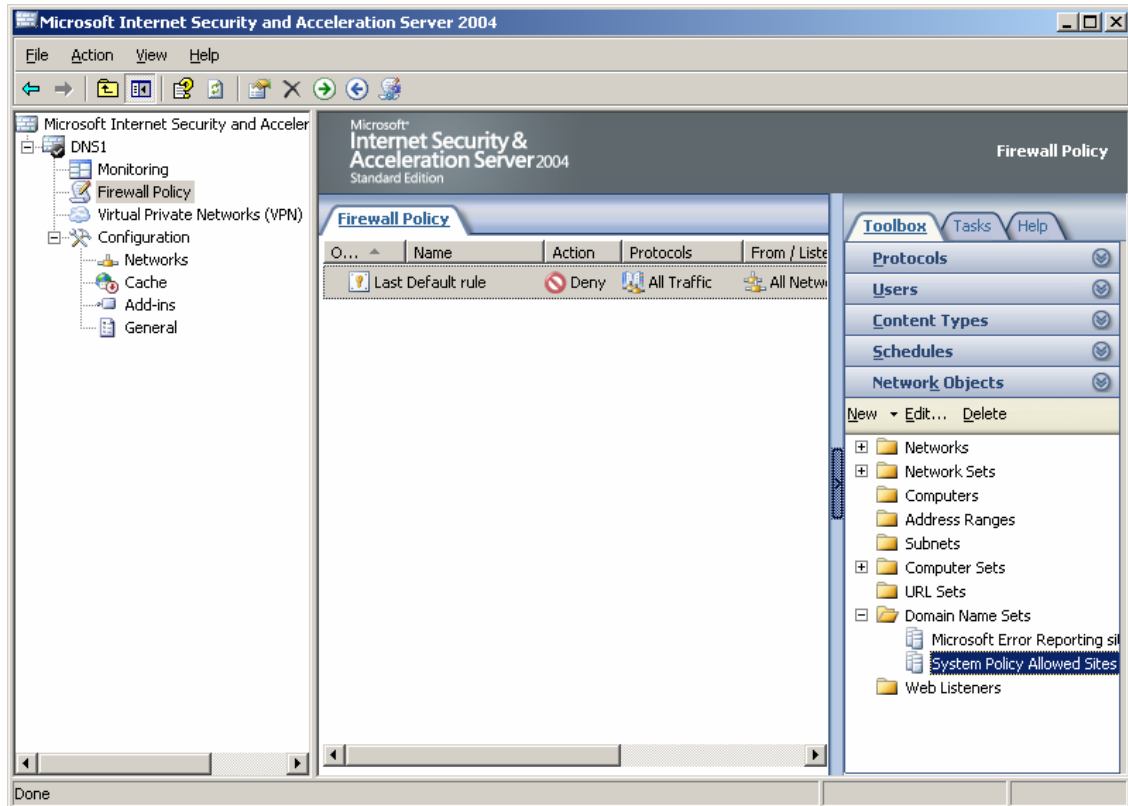 Microsoft Internet Security and Acceleration Server 2004
File Action View Help
Microsoft Internet Security and Acceler
DNS1
Monitoring
Firewall Policy
Virtual Private Networks (VPN)
Configuration
Networks
Cache
Add-ins
General
Microsoft
Internet Security &
Acceleration Server 2004
Standard Edition
Firewall Policy
Firewall Policy
O... Name Action Protocols From / Liste
Last Default rule Deny All Traffic All Netw
Toolbox Tasks Help
Protocols
Users
Content Types
Schedules
Network Objects
New Edit... Delete
Networks
Network Sets
Computers
Address Ranges
Subnets
Computer Sets
URL Sets
Domain Name Sets
Microsoft Error Reporting sit
System Policy Allowed Sites
Web Listeners
Done